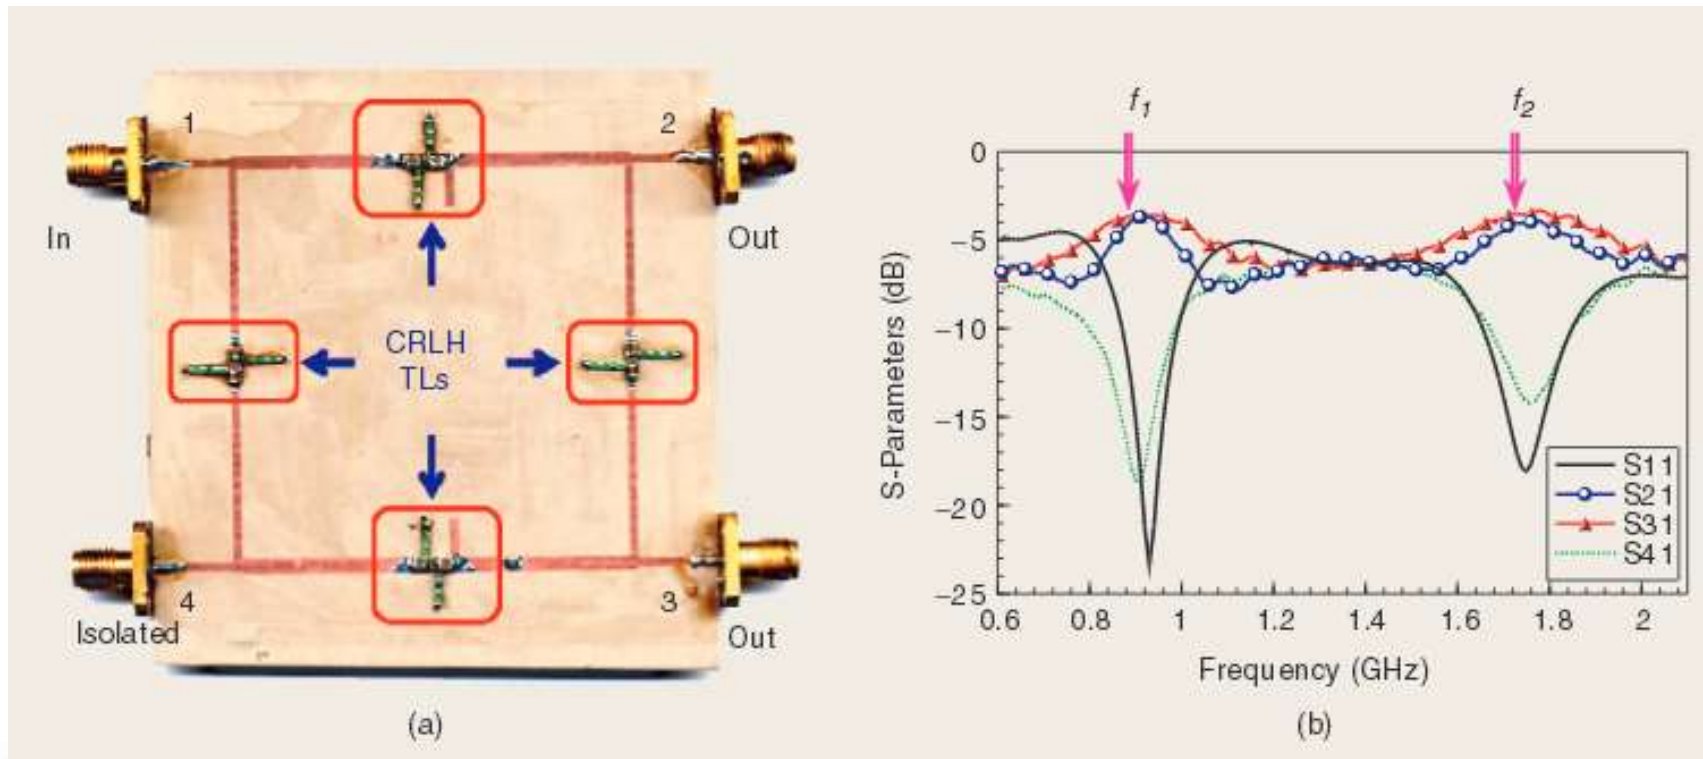 1
2
In
Out
CRLH
TLs
4
3
Isolated
Out
(a)
f1
f2
0
−5
−10
−15
−20
−25
S-Parameters (dB)
S11
S21
S31
S41
0.6 0.8 1 1.2 1.4 1.6 1.8 2
Frequency (GHz)
(b)